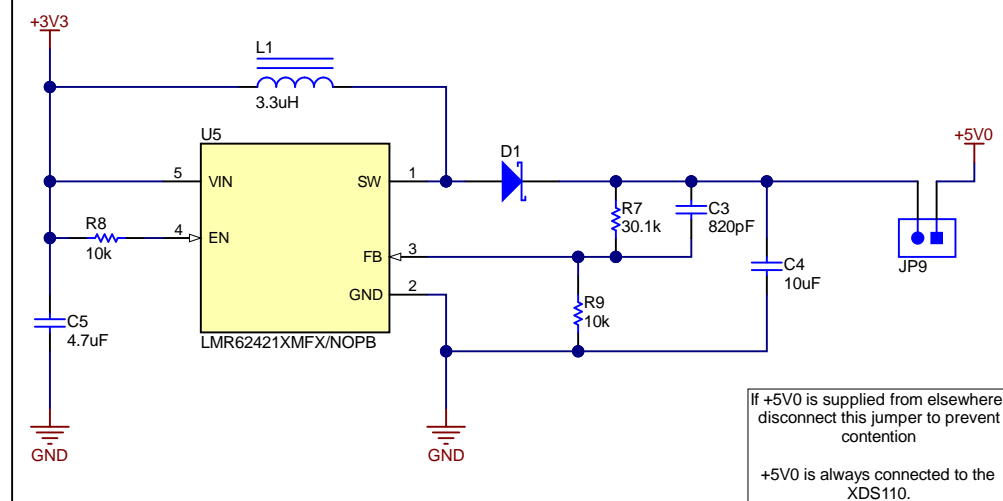 +3V3
L1
3.3uH
U5
5
VIN
SW
1
D1
+5V0
R8
10k
4
EN
R7
30.1k
C3
820pF
FB
3
JP9
GND
2
C4
10uF
R9
10k
C5
4.7uF
LMR62421XMFX/NOPB
GND
GND
If +5V0 is supplied from elsewhere
disconnect this jumper to prevent
contention
+5V0 is always connected to the
XDS110.